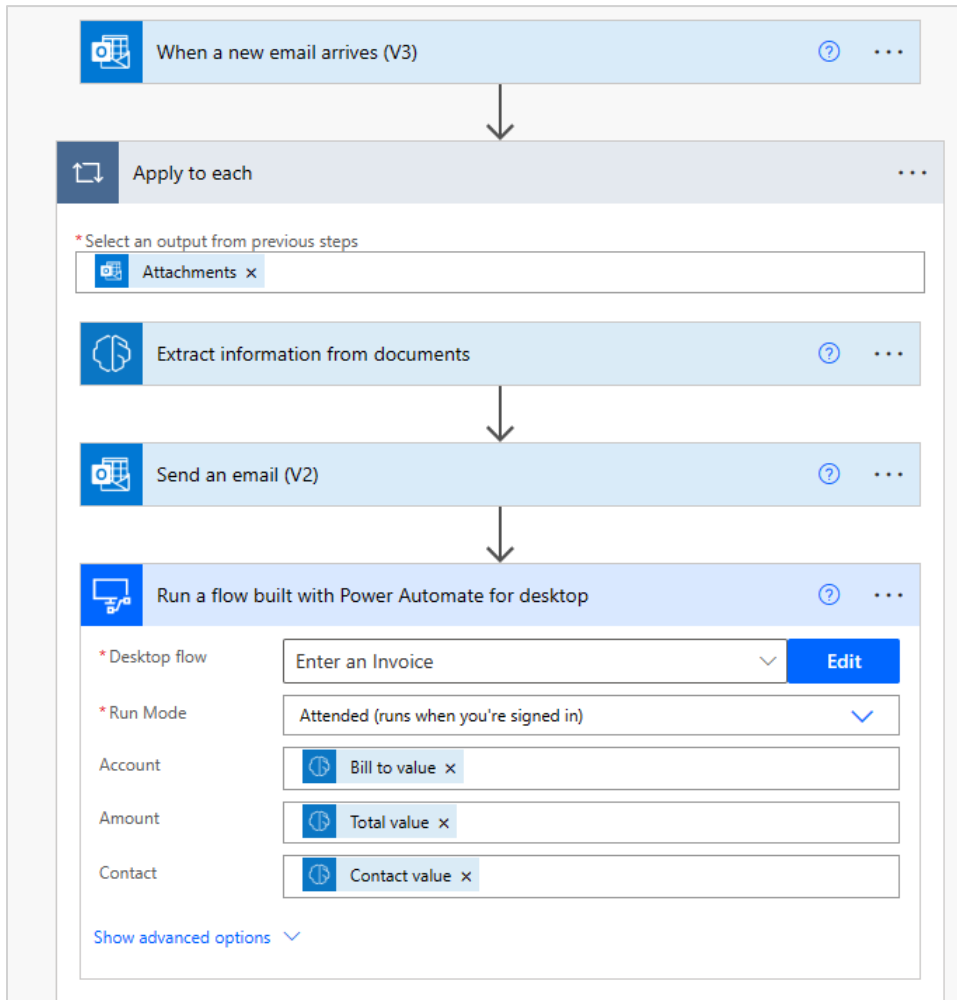 When a new email arrives (V3)
Apply to each
* Select an output from previous steps
Attachments ×
Extract information from documents
Send an email (V2)
Run a flow built with Power Automate for desktop
* Desktop flow Enter an Invoice Edit
* Run Mode Attended (runs when you're signed in)
Account Bill to value ×
Amount Total value ×
Contact Contact value ×
Show advanced options